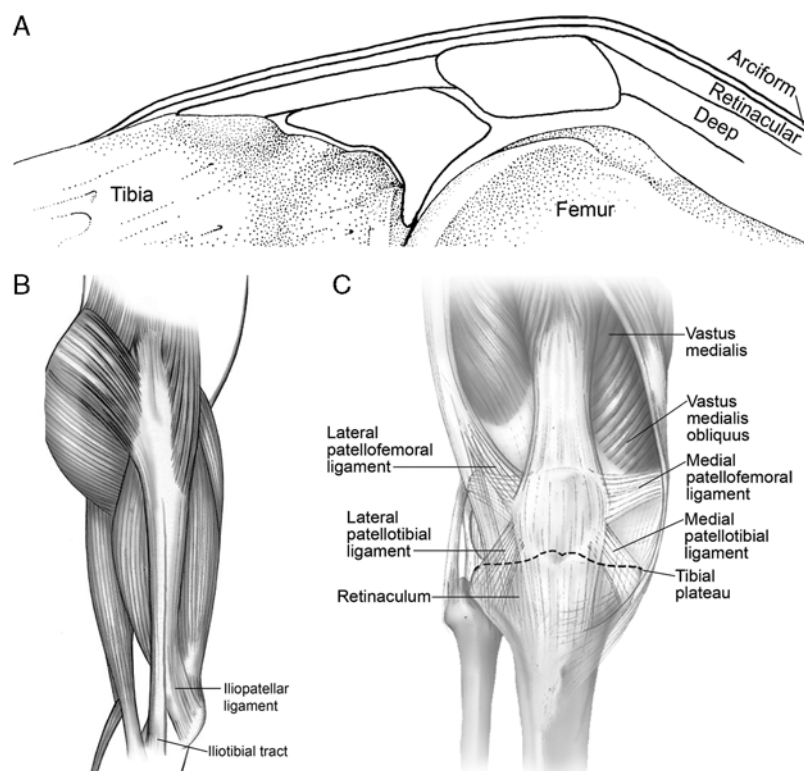 A
Arciform
Retinacular
Deep
Tibia
Femur
B
Iliopatellar
ligament
Iliotibial tract
C
Vastus
medialis
Vastus
medialis
obliquus
Lateral
patellofemoral
ligament
Medial
patellofemoral
ligament
Lateral
patellotibial
ligament
Medial
patellotibial
ligament
Retinaculum
Tibial
plateau